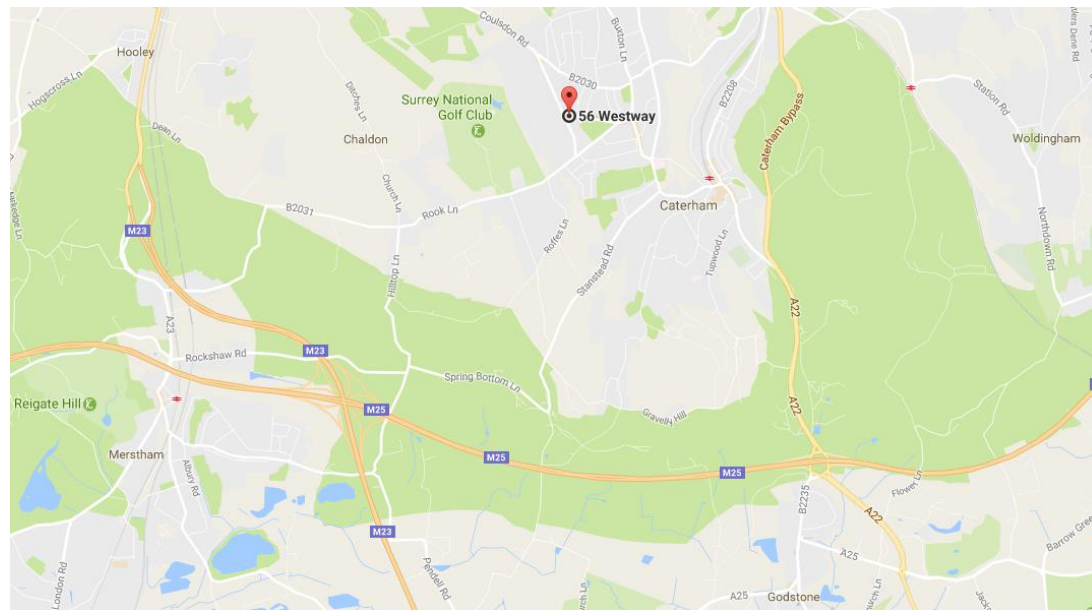 Hooley
Coulsdon Rd
Buxton Ln
B2030
B2208
Hogscross Ln
Dean Ln
Ditches Ln
Surrey National
Golf Club
56 Westway
Chaldon
Caterham Bypass
Station Rd
Woldingham
Church Ln
Caterham
B2031
Rook Ln
Roffes Ln
Stanstead Rd
Tupwood Ln
Northdown Rd
M23
Hilltop Ln
A22
A23
Rockshaw Rd
M23
Spring Bottom Ln
Gravelly Hill
A22
Reigate Hill
M25
M25
M25
Merstham
Albury Rd
Flower Ln
B2235
A22
M23
Pendell Rd
A25
Barrow Green
London Rd
A25
Godstone